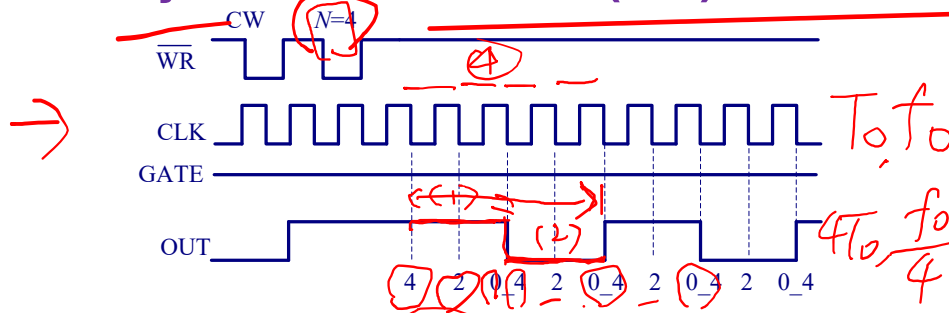 CW N=4
WR
4
CLK
T₀ f₀
GATE
(1)
OUT
(2)
4T₀, f₀/4
4 2 0_4 2 0_4 2 0_4 2 0_4